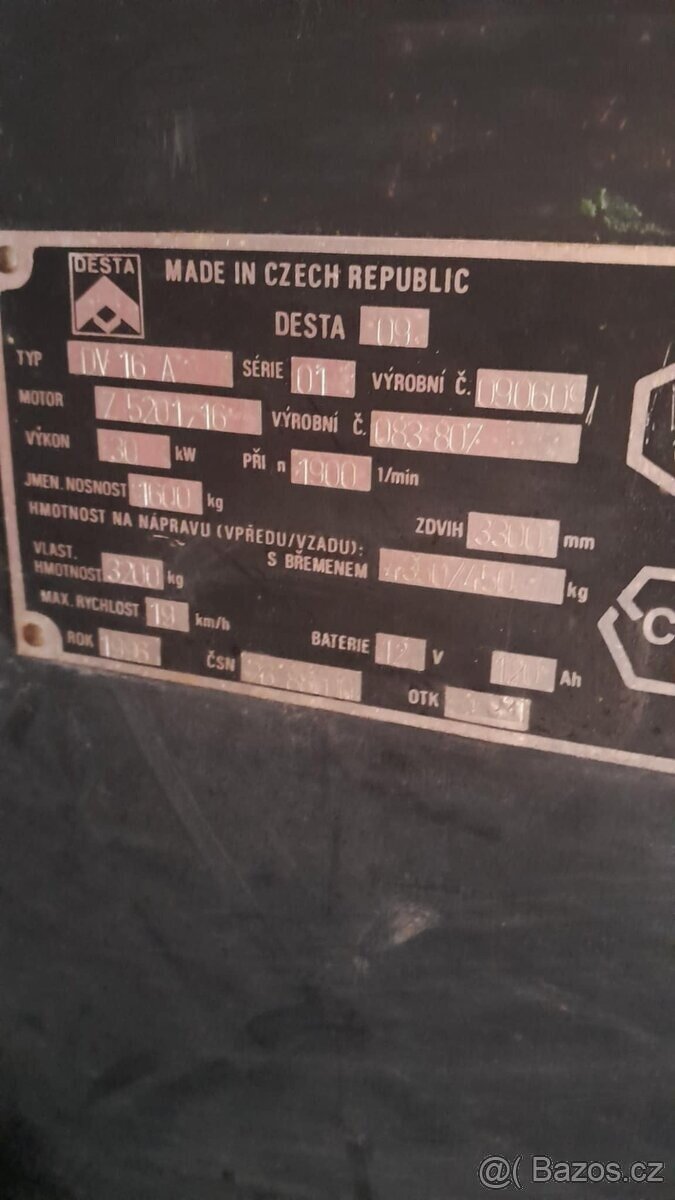 DESTA MADE IN CZECH REPUBLIC
DESTA 09.
TYP DV 16 A SÉRIE 01 VÝROBNÍ Č. 090609
MOTOR Z 5201/16 VÝROBNÍ Č. 083 807
VÝKON 30 kW PŘI n 1900 1/min
JMEN. NOSNOST 1600 kg ZDVIH 3300 mm
HMOTNOST NA NÁPRAVU (VPŘEDU/VZADU):
VLAST. HMOTNOST 3200 kg S BŘEMENEM kg
MAX. RYCHLOST 19 km/h
ROK BATERIE 12 V 120 Ah
ČSN OTK
C
@( Bazos.cz